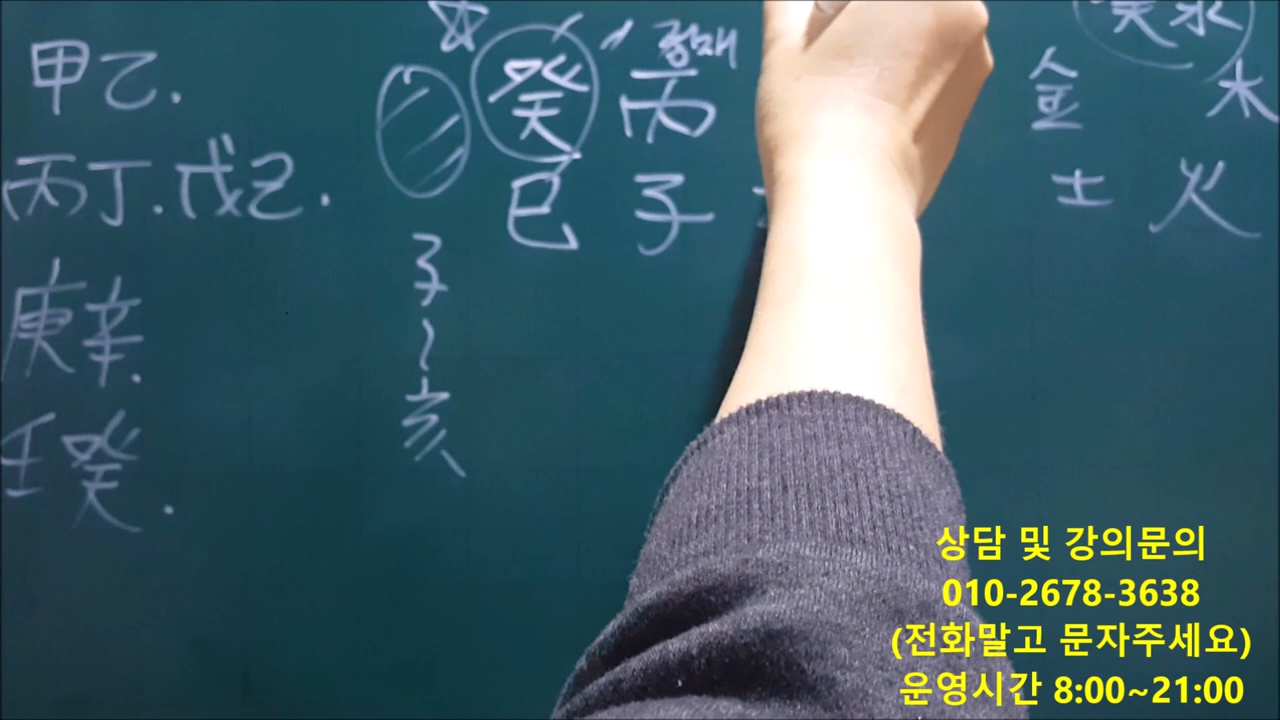 甲乙.
丙丁.戊己.
庚辛.
壬癸.
癸 丙
巳 子
子
~
亥
癸水
金 木
土 火
상담 및 강의문의
010-2678-3638
(전화말고 문자주세요)
운영시간 8:00~21:00